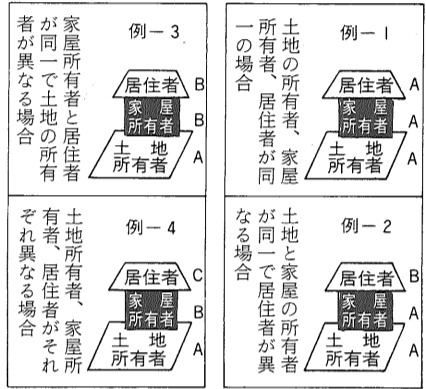 例－1
土地の所有者、家屋
所有者、居住者が同
一の場合
居住者 A
家屋
所有者 A
土地
所有者 A
例－2
土地と家屋の所有者
が同一で居住者が異
なる場合
居住者 B
家屋
所有者 A
土地
所有者 A
例－3
家屋所有者と居住者
が同一で土地の所有
者が異なる場合
居住者 B
家屋
所有者 B
土地
所有者 A
例－4
土地所有者、家屋所
有者、居住者がそれ
ぞれ異なる場合
居住者 C
家屋
所有者 B
土地
所有者 A